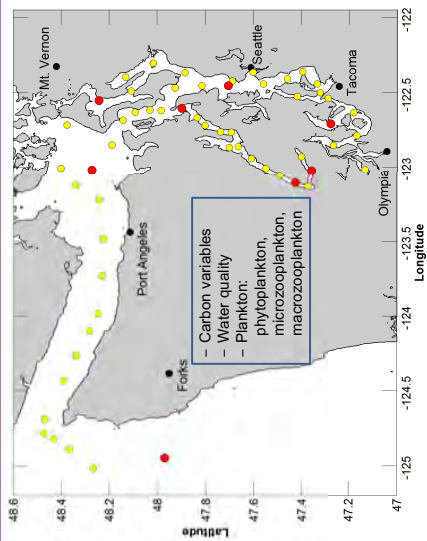 48.6
48.4
48.2
48
47.8
47.6
47.4
47.2
47
Latitude
Mt. Vernon
Port Angeles
Forks
Seattle
Tacoma
Olympia
– Carbon variables
– Water quality
– Plankton:
phytoplankton,
microzooplankton,
macrozooplankton
-125
-124.5
-124
-123.5
-123
-122.5
-122
Longitude